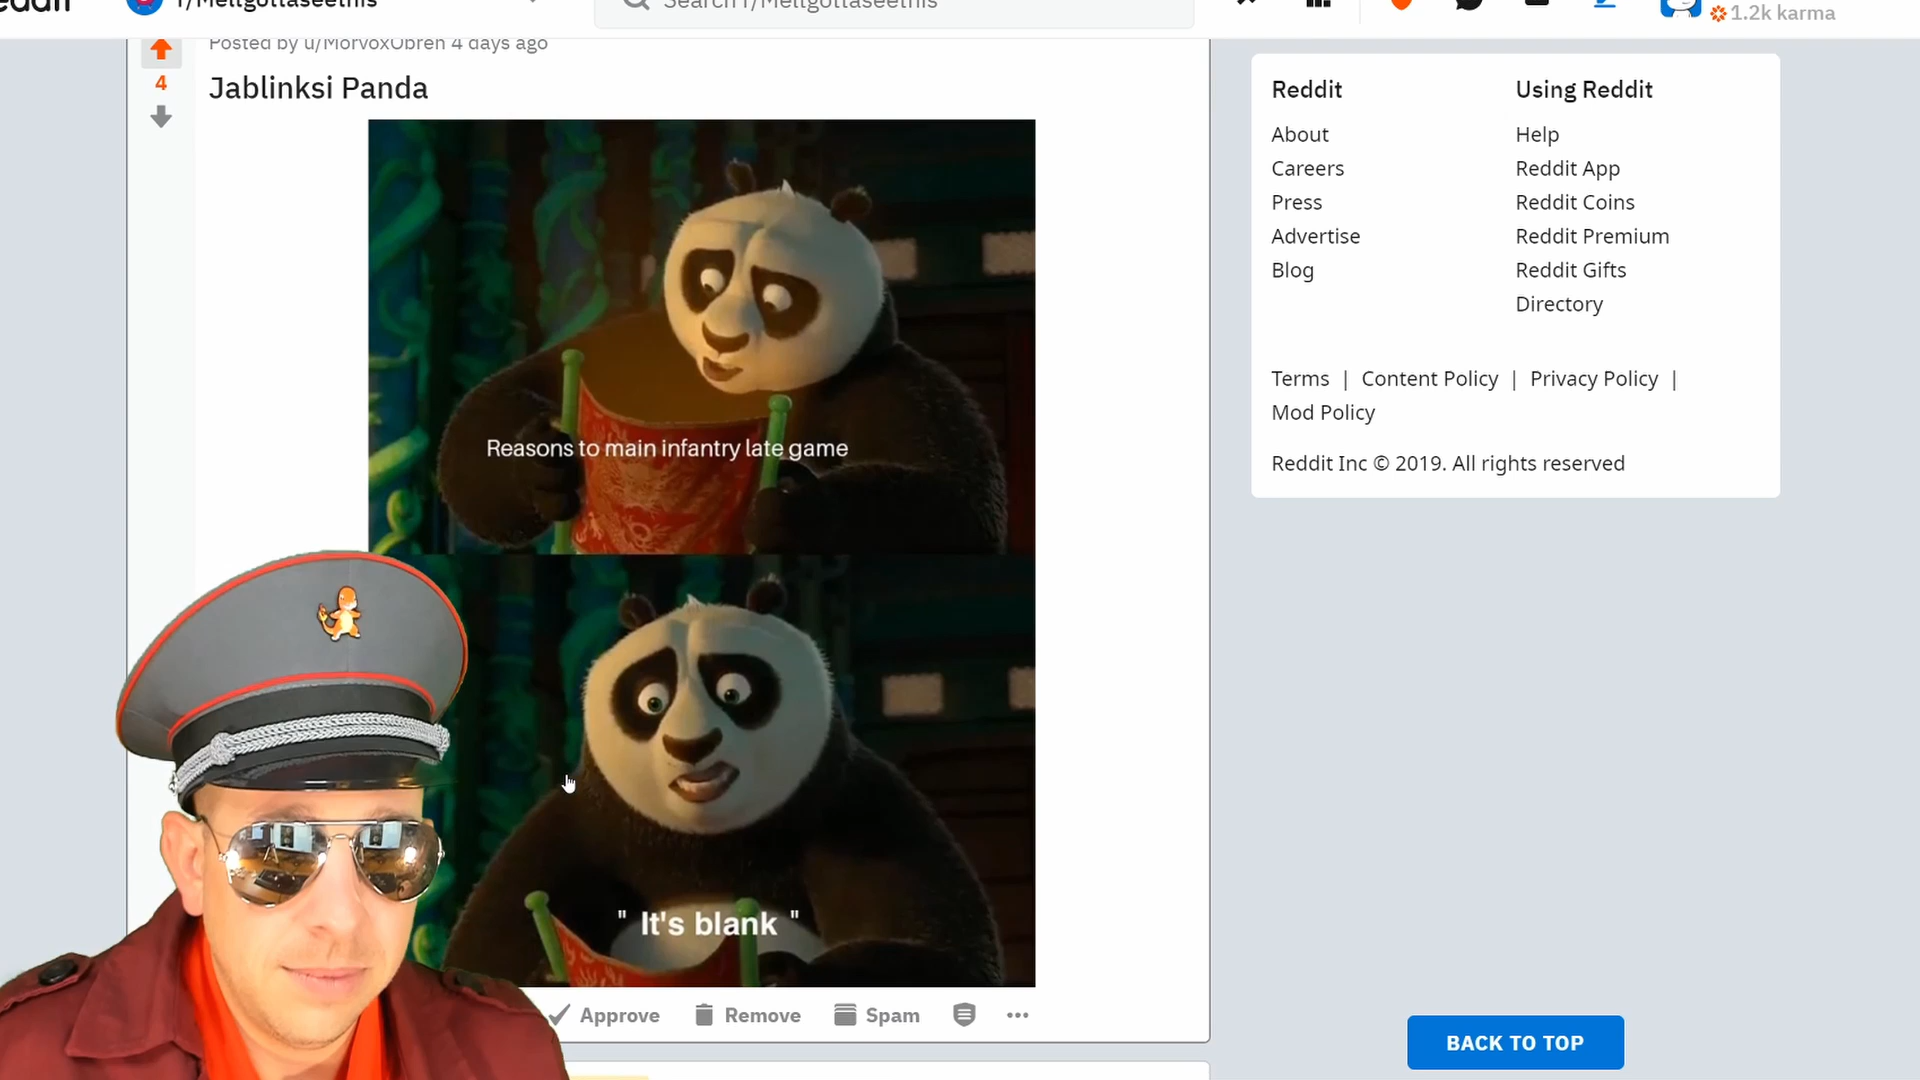 r/Mellgottaseethis
Search r/Mellgottaseethis
1.2k karma
Posted by u/MorvoxObren 4 days ago
4
Jablinksi Panda
Reasons to main infantry late game
" It's blank "
Approve Remove Spam
Reddit
About
Careers
Press
Advertise
Blog
Using Reddit
Help
Reddit App
Reddit Coins
Reddit Premium
Reddit Gifts
Directory
Terms | Content Policy | Privacy Policy |
Mod Policy
Reddit Inc © 2019. All rights reserved
BACK TO TOP